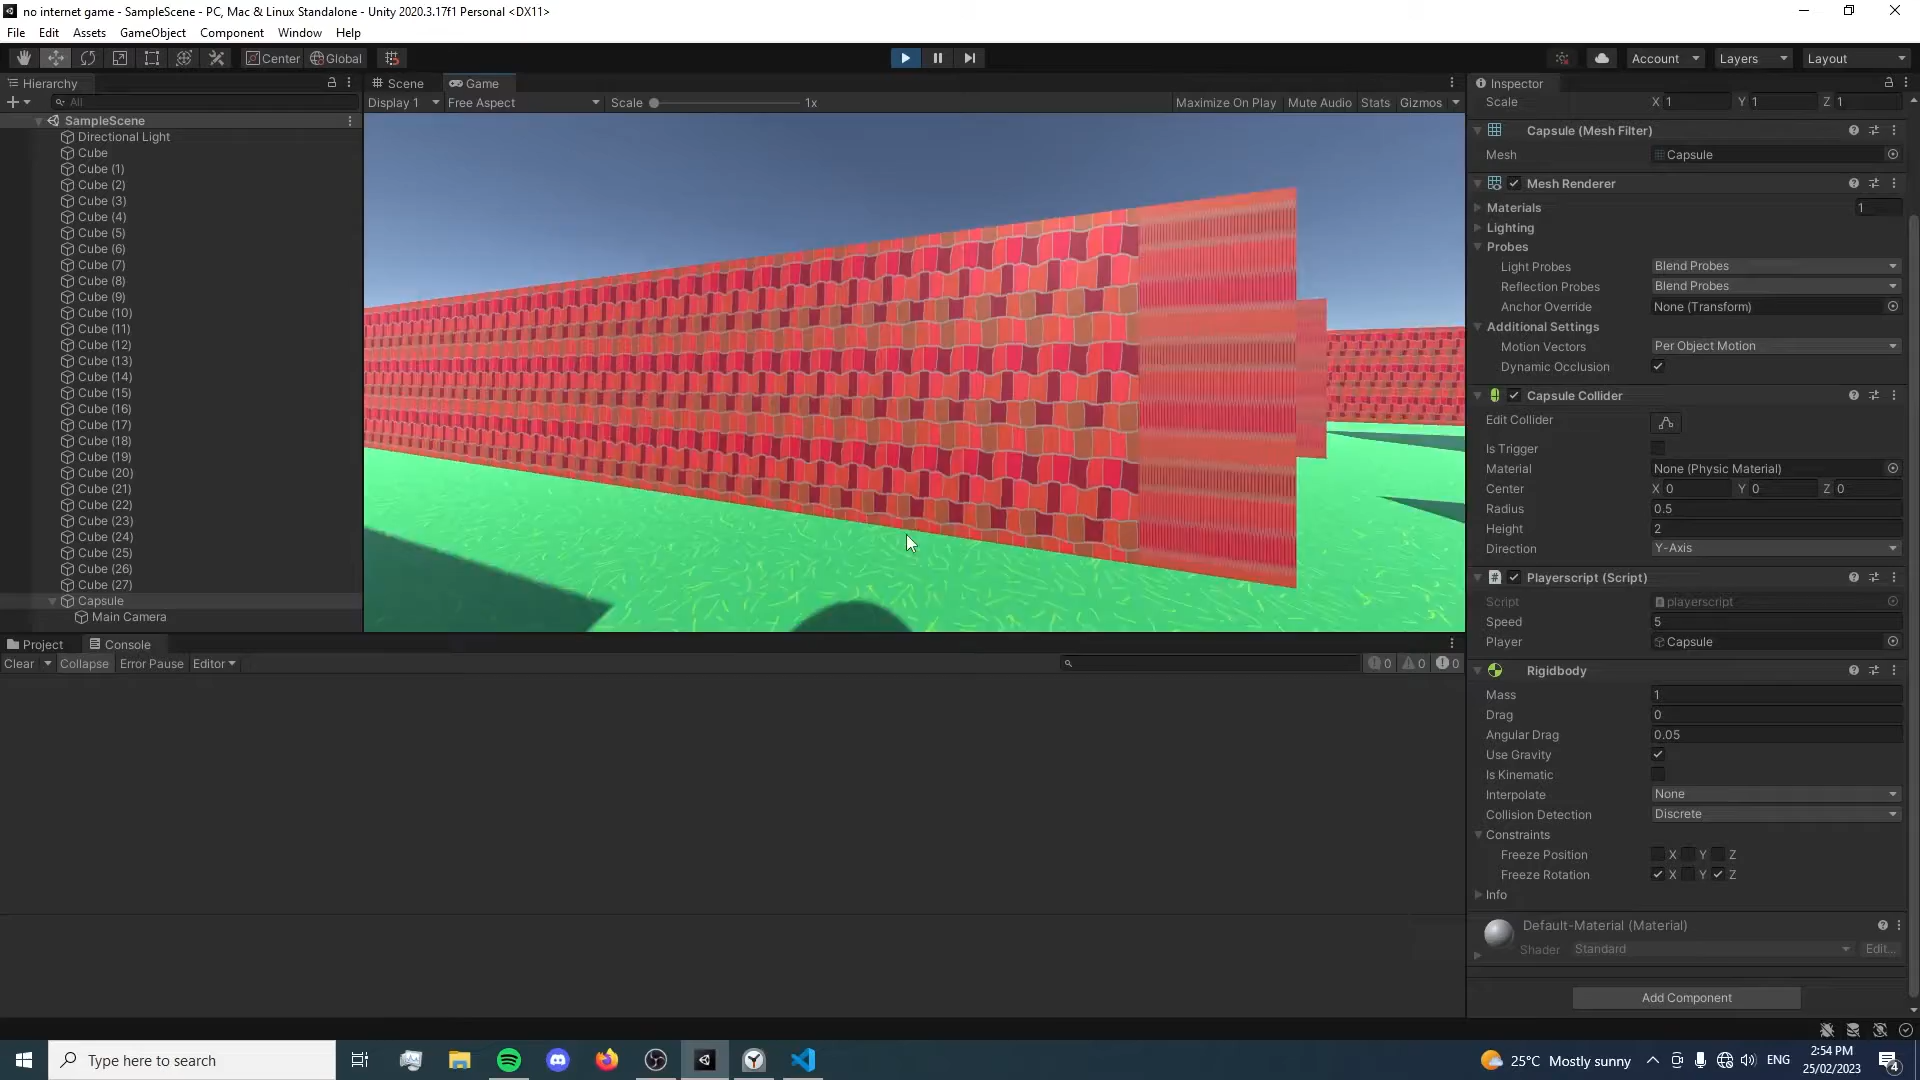 no internet game - SampleScene - PC, Mac & Linux Standalone - Unity 2020.3.17f1 Personal <DX11>
File Edit Assets GameObject Component Window Help
Center Global Account Layers Layout
Hierarchy
All
SampleScene
Directional Light
Cube
Cube (1)
Cube (2)
Cube (3)
Cube (4)
Cube (5)
Cube (6)
Cube (7)
Cube (8)
Cube (9)
Cube (10)
Cube (11)
Cube (12)
Cube (13)
Cube (14)
Cube (15)
Cube (16)
Cube (17)
Cube (18)
Cube (19)
Cube (20)
Cube (21)
Cube (22)
Cube (23)
Cube (24)
Cube (25)
Cube (26)
Cube (27)
Capsule
Main Camera
Scene Game
Display 1 Free Aspect Scale 1x Maximize On Play Mute Audio Stats Gizmos
Project Console
Clear Collapse Error Pause Editor 0 0 0
Inspector
Scale X 1 Y 1 Z 1
Capsule (Mesh Filter)
Mesh Capsule
Mesh Renderer
Materials 1
Lighting
Probes
Light Probes Blend Probes
Reflection Probes Blend Probes
Anchor Override None (Transform)
Additional Settings
Motion Vectors Per Object Motion
Dynamic Occlusion
Capsule Collider
Edit Collider
Is Trigger
Material None (Physic Material)
Center X 0 Y 0 Z 0
Radius 0.5
Height 2
Direction Y-Axis
Playerscript (Script)
Script playerscript
Speed 5
Player Capsule
Rigidbody
Mass 1
Drag 0
Angular Drag 0.05
Use Gravity
Is Kinematic
Interpolate None
Collision Detection Discrete
Constraints
Freeze Position X Y Z
Freeze Rotation X Y Z
Info
Default-Material (Material)
Shader Standard Edit...
Add Component
Type here to search
25°C Mostly sunny ENG
2:54 PM
25/02/2023
4